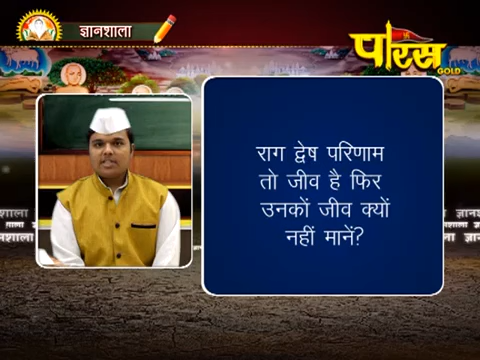 ज्ञानशाला
पारस
GOLD
राग द्वेष परिणाम
तो जीव है फिर
उनकों जीव क्यों
नहीं मानें?